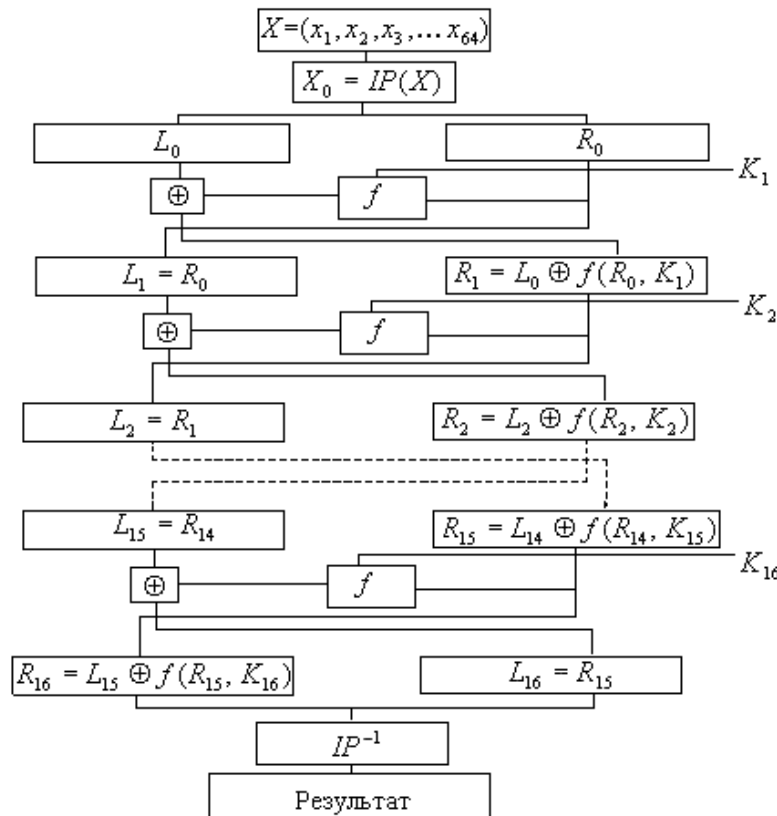 X=(x₁, x₂, x₃, ... x₆₄)
X₀ = IP(X)
L₀
R₀
K₁
⊕
f
L₁ = R₀
R₁ = L₀ ⊕ f(R₀, K₁)
K₂
⊕
f
L₂ = R₁
R₂ = L₂ ⊕ f(R₂, K₂)
L₁₅ = R₁₄
R₁₅ = L₁₄ ⊕ f(R₁₄, K₁₅)
K₁₆
⊕
f
R₁₆ = L₁₅ ⊕ f(R₁₅, K₁₆)
L₁₆ = R₁₅
IP⁻¹
Результат